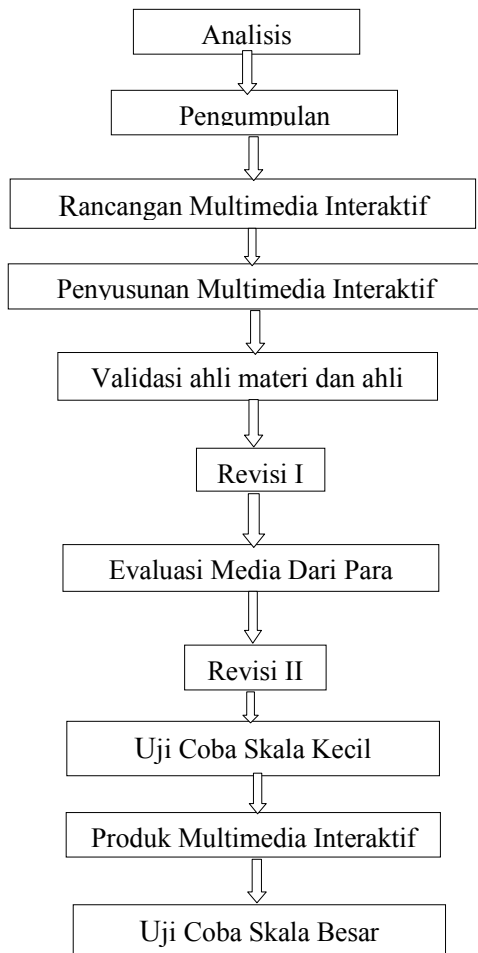 Analisis
Pengumpulan
Rancangan Multimedia Interaktif
Penyusunan Multimedia Interaktif
Validasi ahli materi dan ahli
Revisi I
Evaluasi Media Dari Para
Revisi II
Uji Coba Skala Kecil
Produk Multimedia Interaktif
Uji Coba Skala Besar